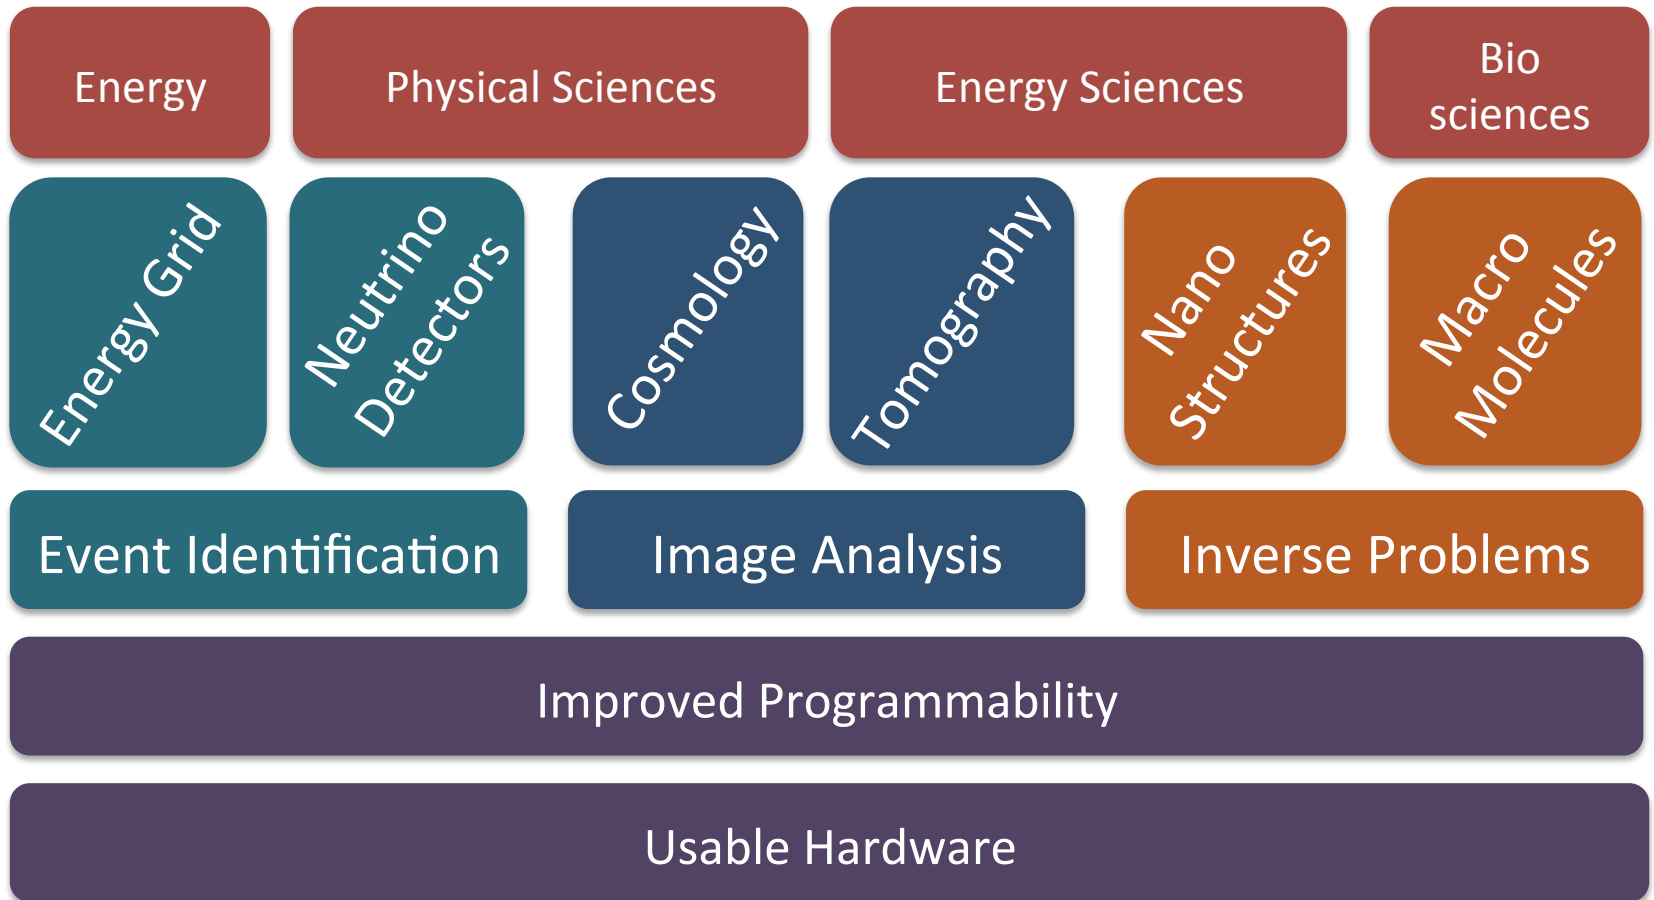 Energy
Physical Sciences
Energy Sciences
Bio
sciences
Energy Grid
Neutrino
Detectors
Cosmology
Tomography
Nano
Structures
Macro
Molecules
Event Identification
Image Analysis
Inverse Problems
Improved Programmability
Usable Hardware